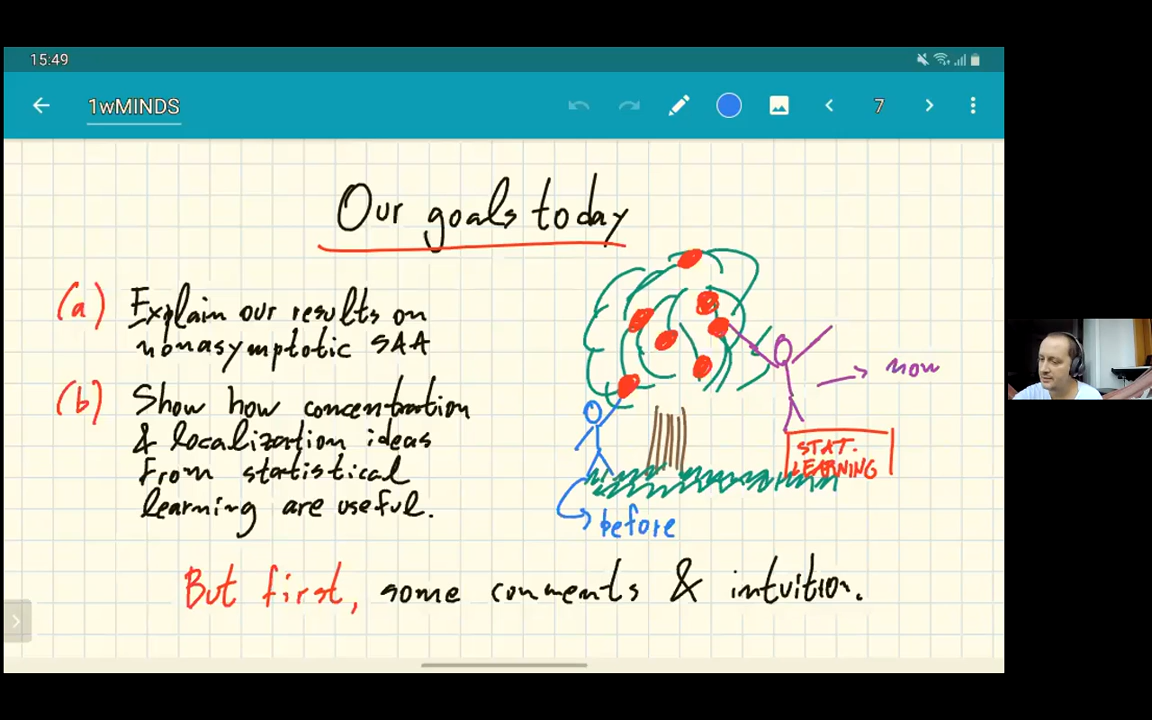 15:49
1wMINDS
7
Our goals today
(a) Explain our results on
nonasymptotic SAA
(b) Show how concentration
& localization ideas
From statistical
learning are useful.
now
STAT.
LEARNING
before
But first, some comments & intuition.